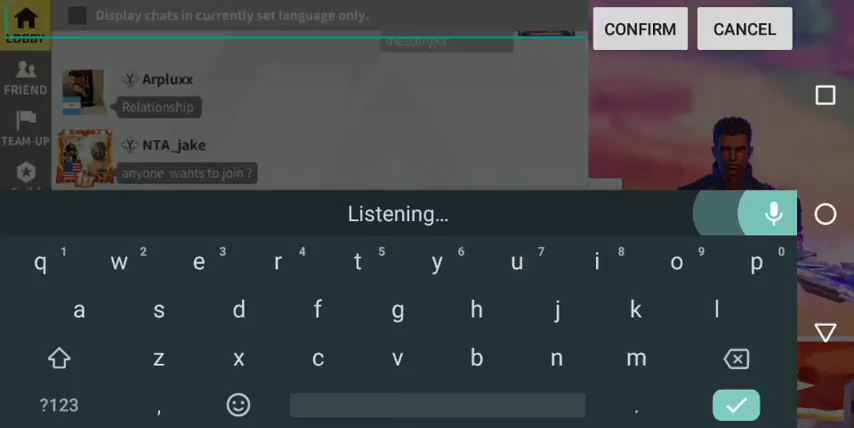 Display chats in currently set language only.
CONFIRM
CANCEL
LOBBY
Arpluxx
Relationship
FRIEND
NTA_jake
anyone wants to join ?
TEAM-UP
Listening...
q 1 w 2 e 3 r 4 t 5 y 6 u 7 i 8 o 9 p 0
a s d f g h j k l
z x c v b n m
?123 , .